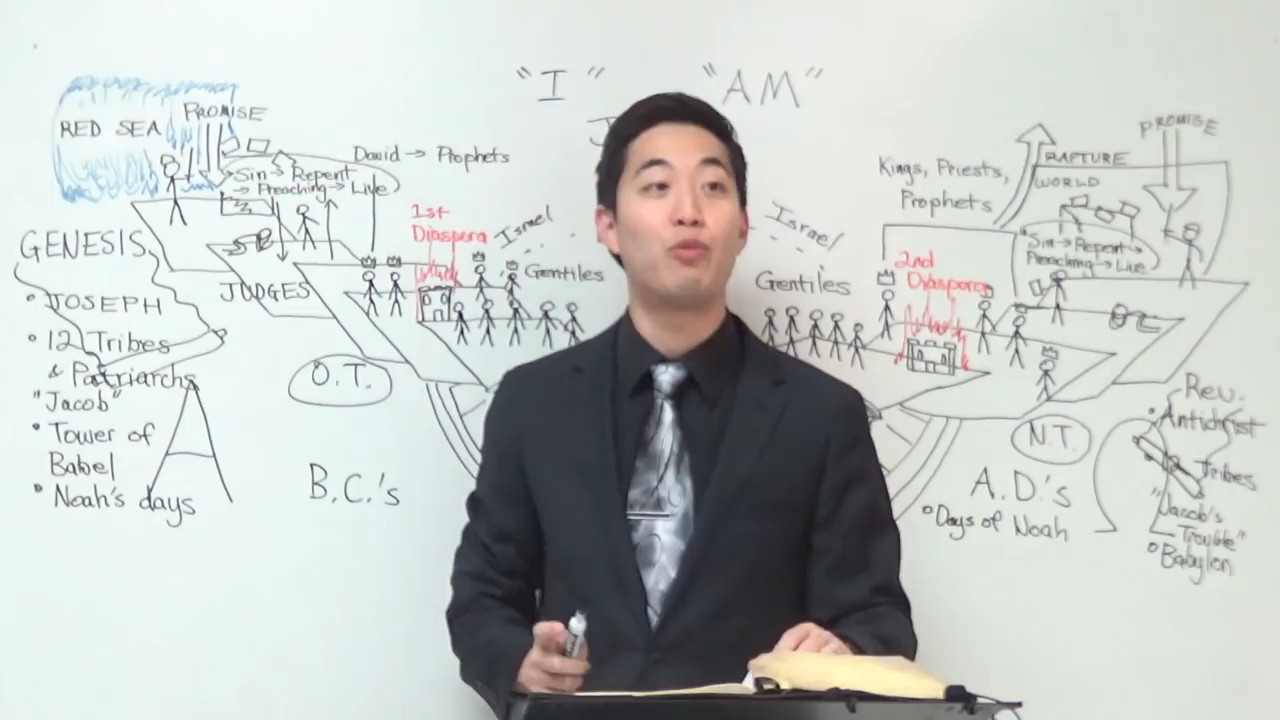 "I" "AM"
J
RED SEA
PROMISE
Sin → Repent
→ Preaching → Live
David → Prophets
GENESIS
• JOSEPH
• 12 Tribes
& Patriarchs
"Jacob"
• Tower of
Babel
• Noah's days
JUDGES
1st
Diaspora
Israel
Gentiles
O.T.
B.C.'s
Israel
Gentiles
Kings, Priests,
Prophets
2nd
Diaspora
RAPTURE
WORLD
PROMISE
Sin → Repent →
Preaching → Live
N.T.
A.D.'s
• Days of Noah
Rev.
• Antichrist
Tribes
"Jacob's
Trouble"
• Babylon